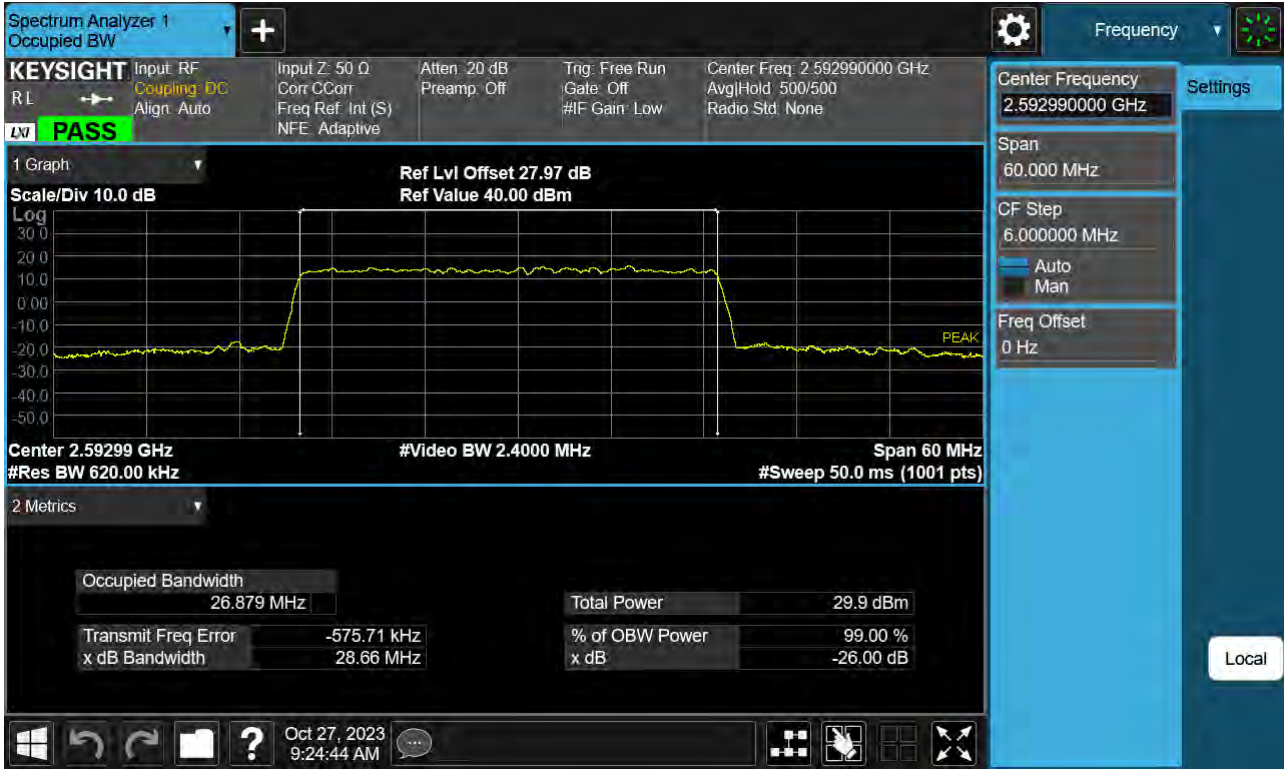 Spectrum Analyzer 1
Occupied BW
Frequency
KEYSIGHT
R L
LXI
PASS
Input: RF
Coupling: DC
Align: Auto
Input Z: 50 Ω
Corr CCorr
Freq Ref: Int (S)
NFE: Adaptive
Atten: 20 dB
Preamp: Off
Trig: Free Run
Gate: Off
#IF Gain: Low
Center Freq: 2.592990000 GHz
Avg|Hold: 500/500
Radio Std: None
Center Frequency
2.592990000 GHz
Settings
Span
60.000 MHz
CF Step
6.000000 MHz
Auto
Man
Freq Offset
0 Hz
Local
1 Graph
Scale/Div 10.0 dB
Ref Lvl Offset 27.97 dB
Ref Value 40.00 dBm
Log
30.0
20.0
10.0
0.00
-10.0
-20.0
-30.0
-40.0
-50.0
PEAK
Center 2.59299 GHz
#Video BW 2.4000 MHz
Span 60 MHz
#Res BW 620.00 kHz
#Sweep 50.0 ms (1001 pts)
2 Metrics
Occupied Bandwidth
26.879 MHz
Total Power 29.9 dBm
Transmit Freq Error -575.71 kHz
% of OBW Power 99.00 %
x dB Bandwidth 28.66 MHz
x dB -26.00 dB
?
Oct 27, 2023
9:24:44 AM